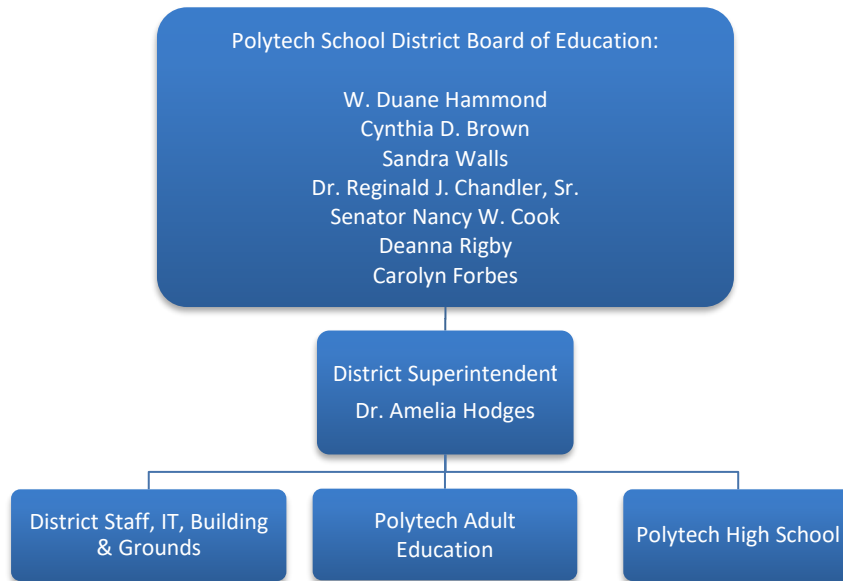 Polytech School District Board of Education:
W. Duane Hammond
Cynthia D. Brown
Sandra Walls
Dr. Reginald J. Chandler, Sr.
Senator Nancy W. Cook
Deanna Rigby
Carolyn Forbes
District Superintendent
Dr. Amelia Hodges
District Staff, IT, Building
& Grounds
Polytech Adult
Education
Polytech High School